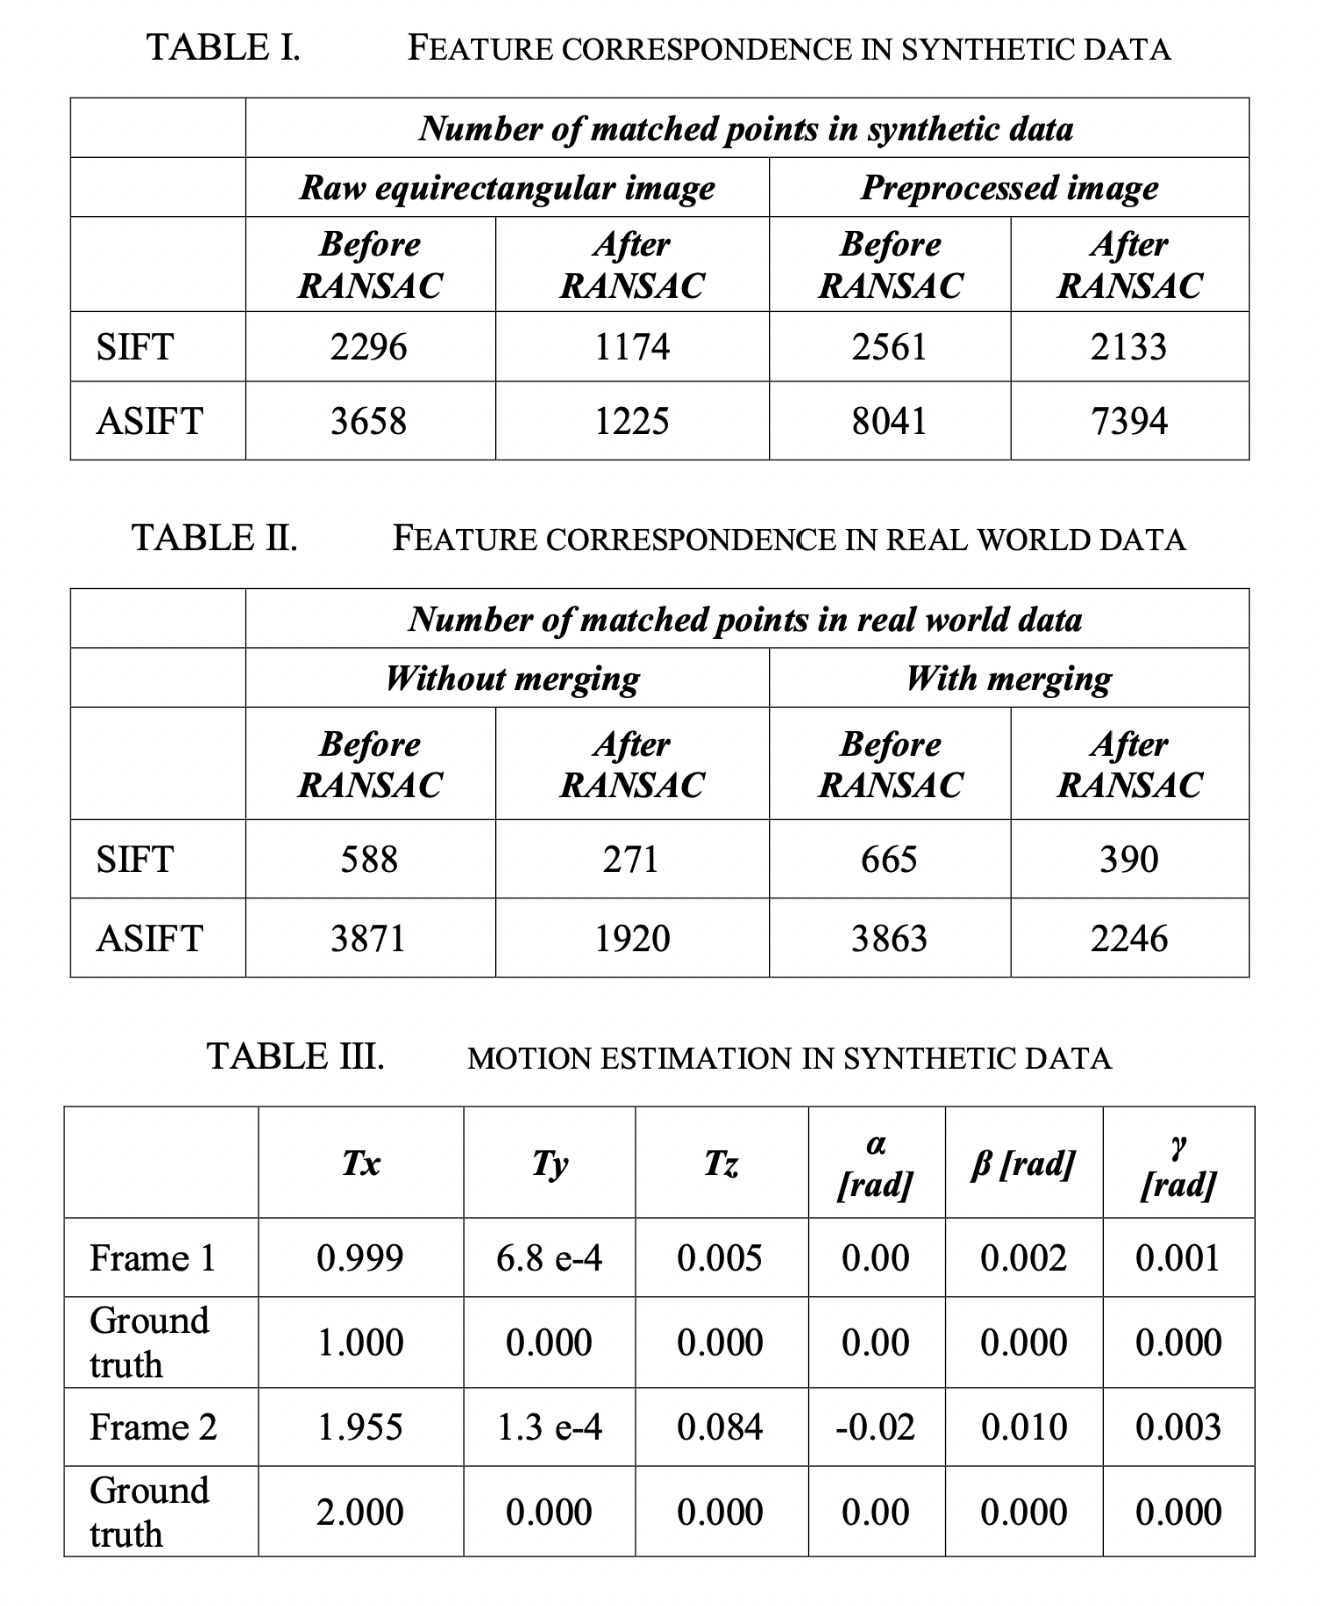 TABLE I. FEATURE CORRESPONDENCE IN SYNTHETIC DATA
Number of matched points in synthetic data
Raw equirectangular image Preprocessed image
Before RANSAC After RANSAC Before RANSAC After RANSAC
SIFT 2296 1174 2561 2133
ASIFT 3658 1225 8041 7394
TABLE II. FEATURE CORRESPONDENCE IN REAL WORLD DATA
Number of matched points in real world data
Without merging With merging
Before RANSAC After RANSAC Before RANSAC After RANSAC
SIFT 588 271 665 390
ASIFT 3871 1920 3863 2246
TABLE III. MOTION ESTIMATION IN SYNTHETIC DATA
Tx Ty Tz α [rad] β [rad] γ [rad]
Frame 1 0.999 6.8 e-4 0.005 0.00 0.002 0.001
Ground truth 1.000 0.000 0.000 0.00 0.000 0.000
Frame 2 1.955 1.3 e-4 0.084 -0.02 0.010 0.003
Ground truth 2.000 0.000 0.000 0.00 0.000 0.000